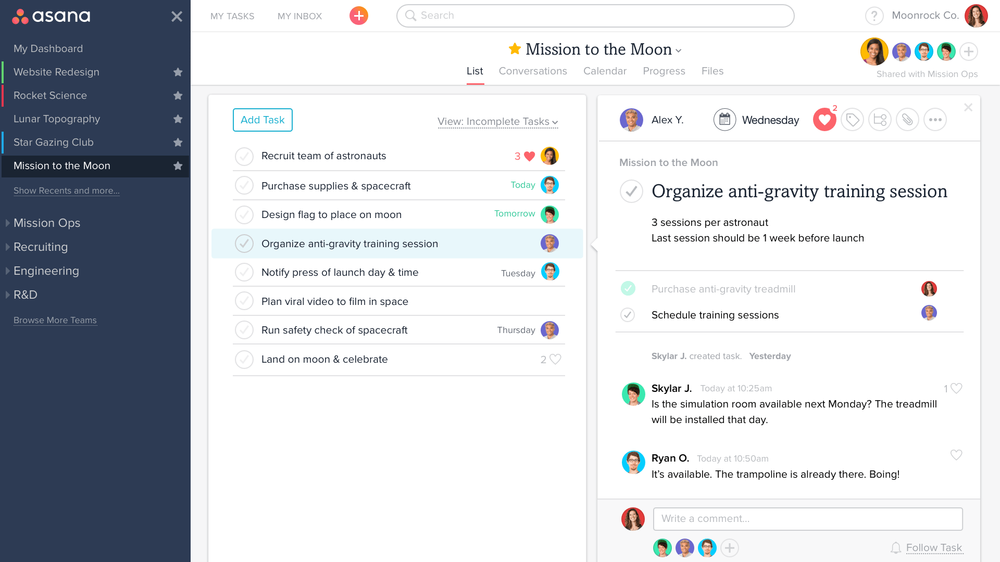 asana
My Dashboard
Website Redesign
Rocket Science
Lunar Topography
Star Gazing Club
Mission to the Moon
Show Recents and more...
Mission Ops
Recruiting
Engineering
R&D
Browse More Teams
MY TASKS
MY INBOX
Search
?
Moonrock Co.
Mission to the Moon
List
Conversations
Calendar
Progress
Files
Shared with Mission Ops
Add Task
View: Incomplete Tasks
Recruit team of astronauts 3
Purchase supplies & spacecraft Today
Design flag to place on moon Tomorrow
Organize anti-gravity training session
Notify press of launch day & time Tuesday
Plan viral video to film in space
Run safety check of spacecraft Thursday
Land on moon & celebrate 2
Alex Y.
Wednesday
2
Mission to the Moon
Organize anti-gravity training session
3 sessions per astronaut
Last session should be 1 week before launch
Purchase anti-gravity treadmill
Schedule training sessions
Skylar J. created task. Yesterday
Skylar J. Today at 10:25am 1
Is the simulation room available next Monday? The treadmill
will be installed that day.
Ryan O. Today at 10:50am
It's available. The trampoline is already there. Boing!
Write a comment...
Follow Task